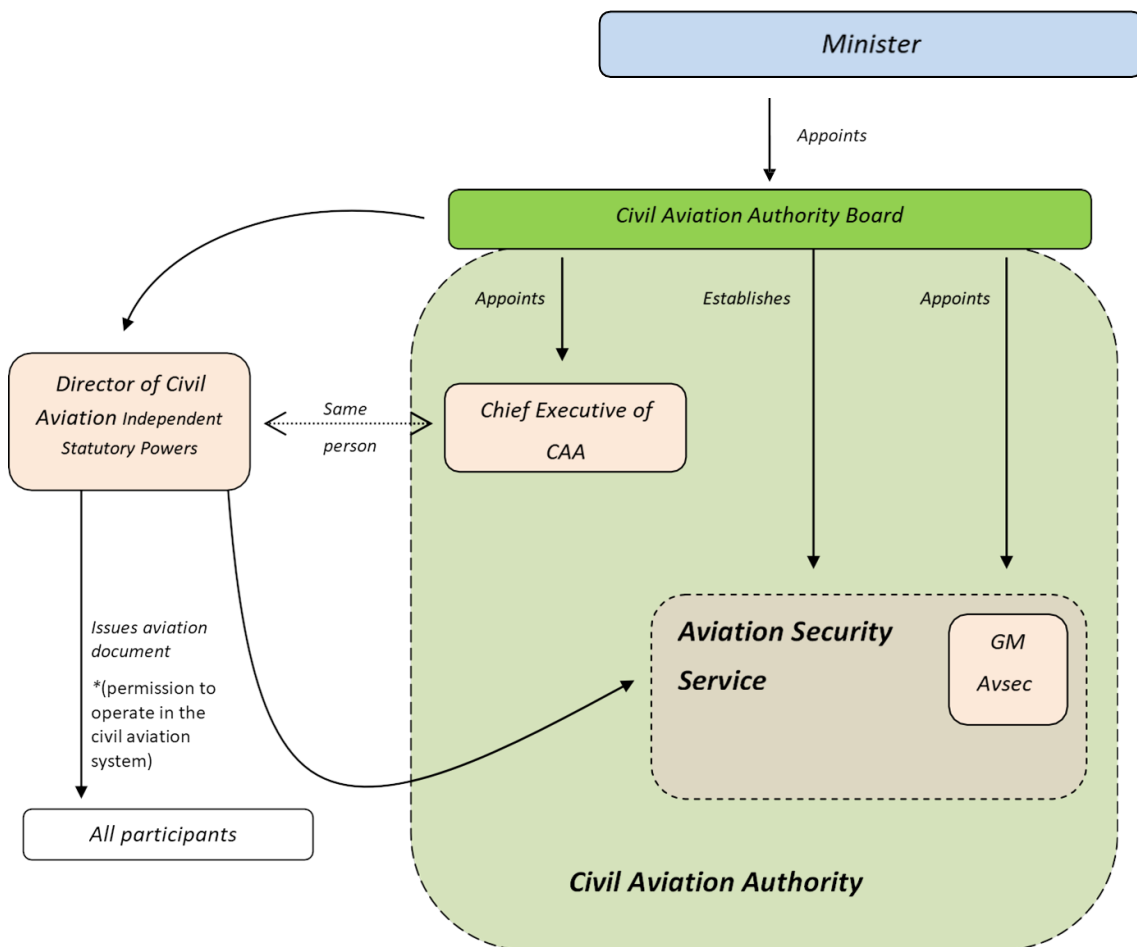 Minister
Appoints
Civil Aviation Authority Board
Appoints
Establishes
Appoints
Director of Civil
Aviation Independent
Statutory Powers
Same
person
Chief Executive of
CAA
Issues aviation
document
*(permission to
operate in the
civil aviation
system)
Aviation Security
Service
GM
Avsec
All participants
Civil Aviation Authority